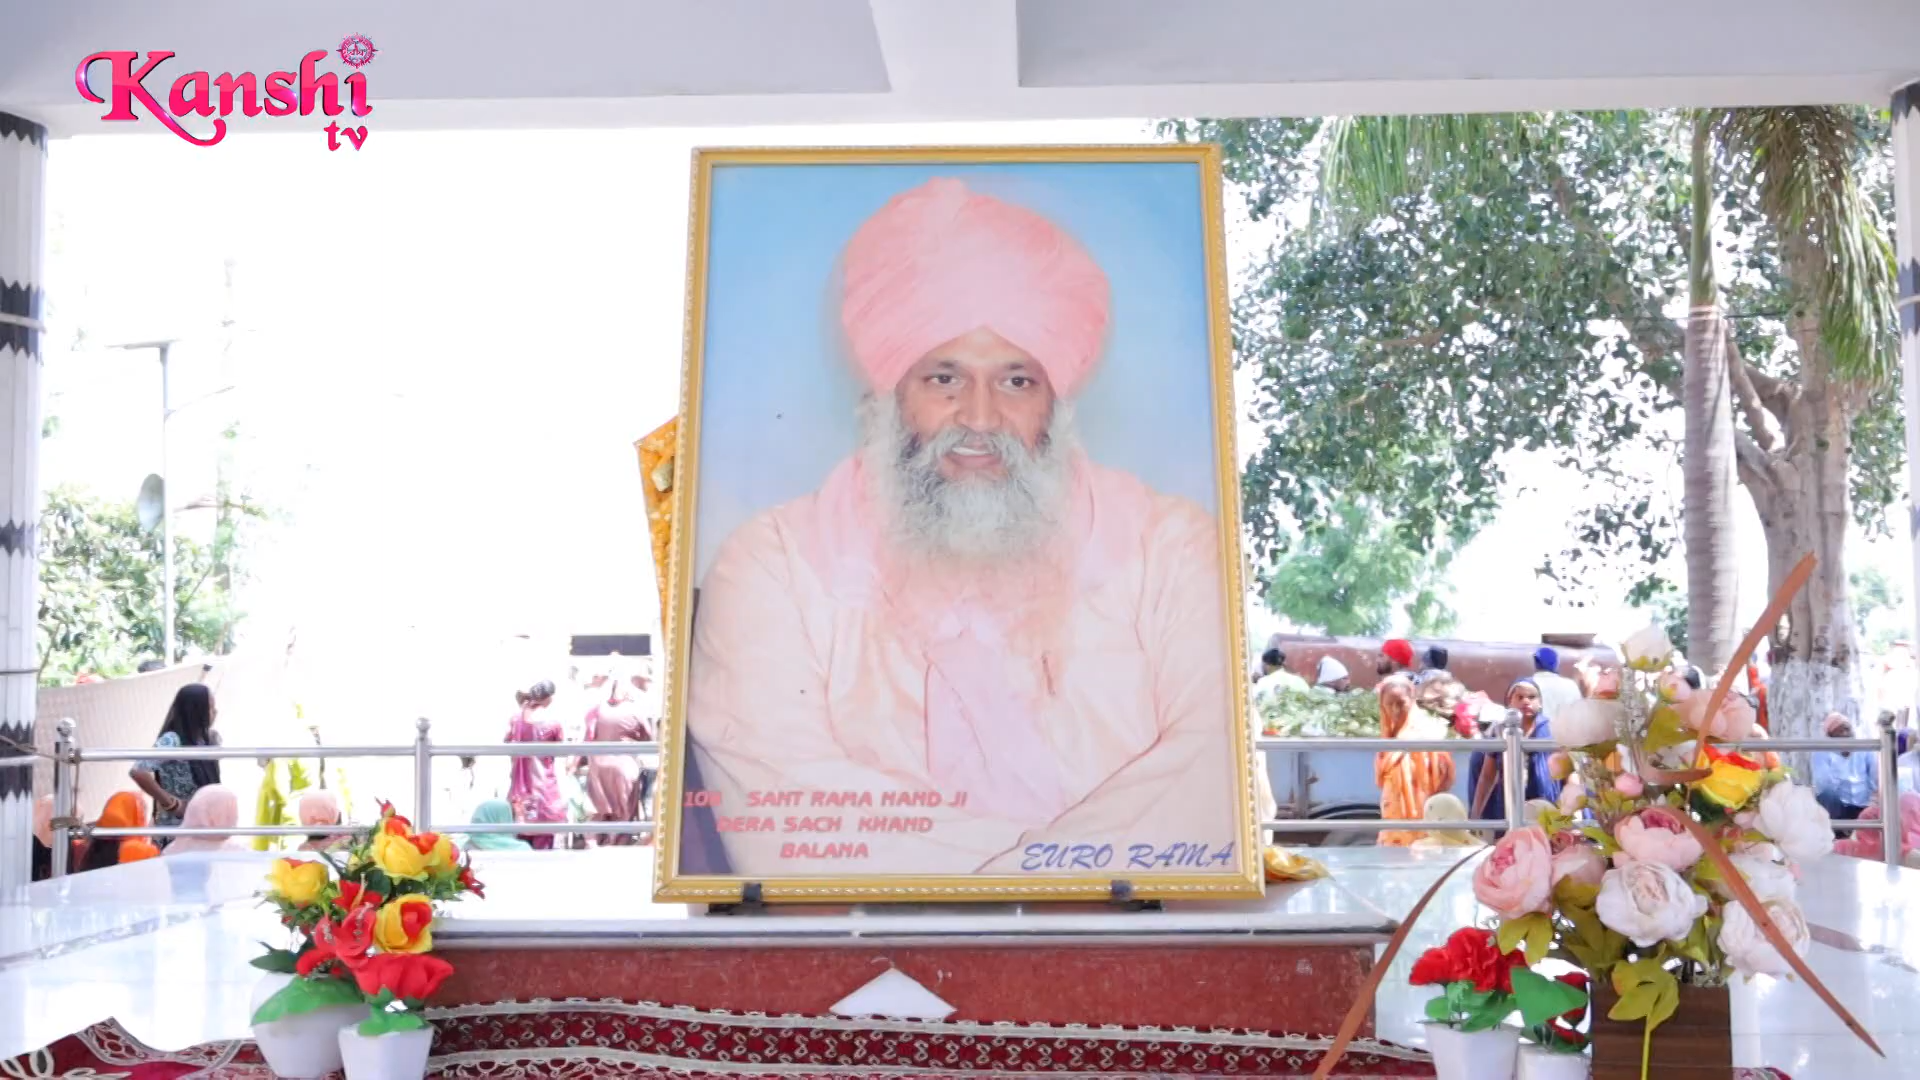 Kanshi
tv
108 SANT RAMA NAND JI
DERA SACH KHAND
BALANA
EURO RAMA